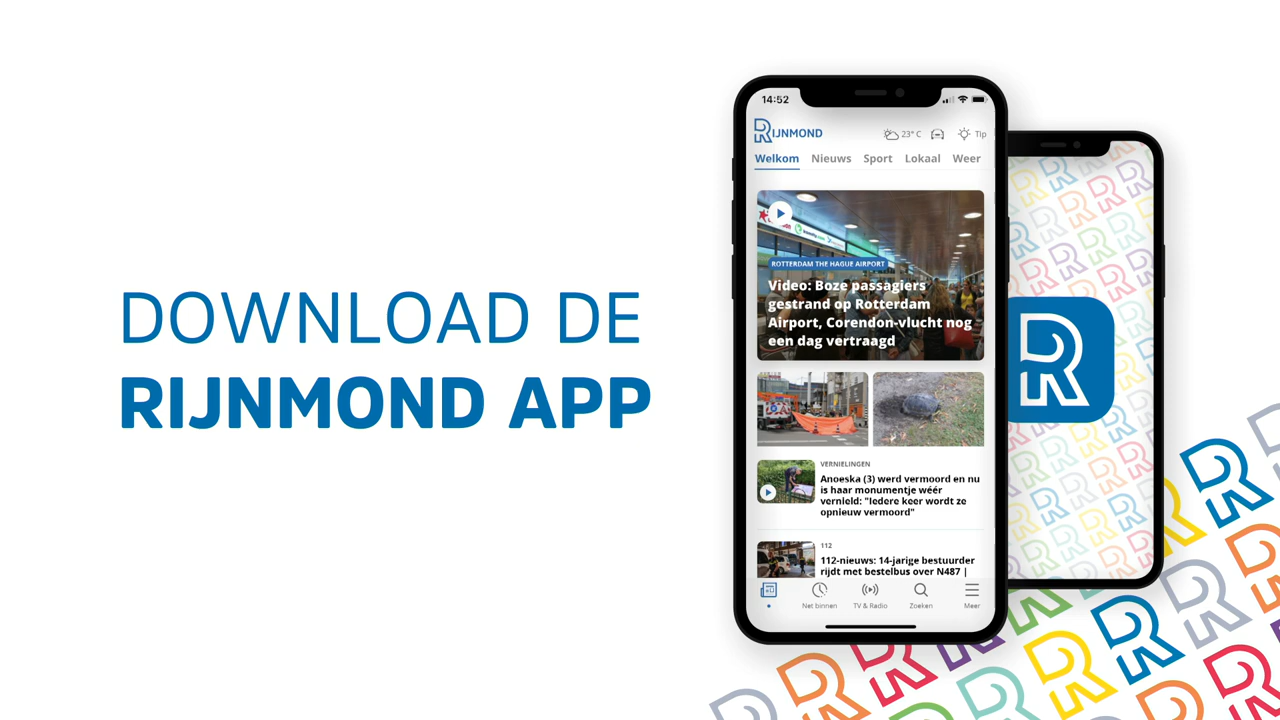 DOWNLOAD DE
RIJNMOND APP
14:52
RIJNMOND
23° C
Tip
Welkom Nieuws Sport Lokaal Weer
ROTTERDAM THE HAGUE AIRPORT
Video: Boze passagiers
gestrand op Rotterdam
Airport, Corendon-vlucht nog
een dag vertraagd
VERNIELINGEN
Anoeska (3) werd vermoord en nu
is haar monumentje wéér
vernield: "Iedere keer wordt ze
opnieuw vermoord"
112
112-nieuws: 14-jarige bestuurder
rijdt met bestelbus over N487 |
Net binnen TV & Radio Zoeken Meer
R